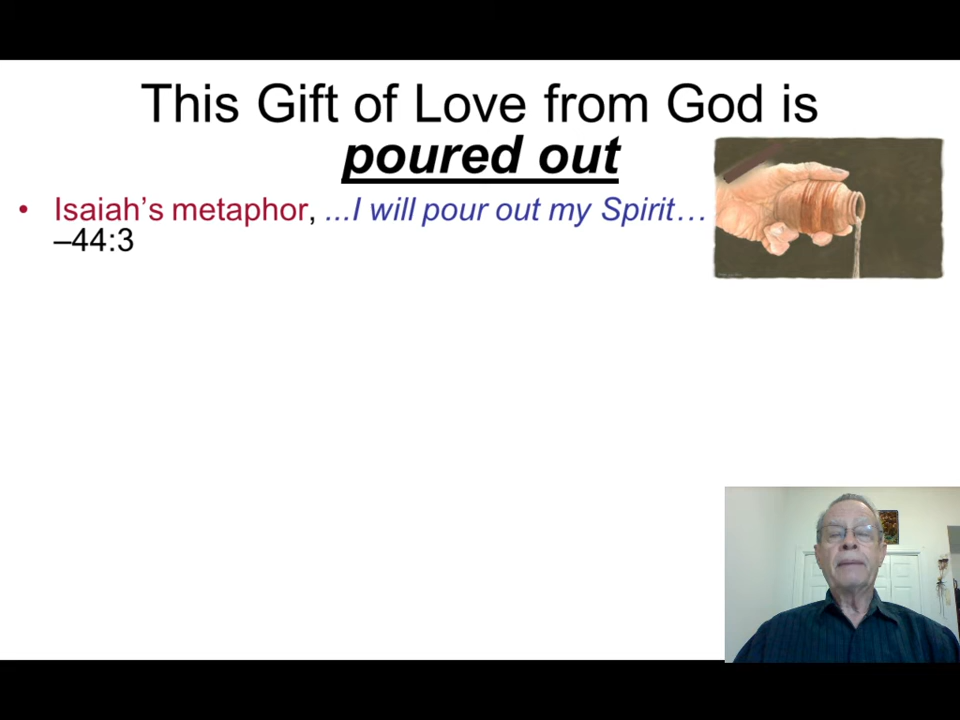 This Gift of Love from God is
poured out
• Isaiah's metaphor, ...I will pour out my Spirit…
–44:3